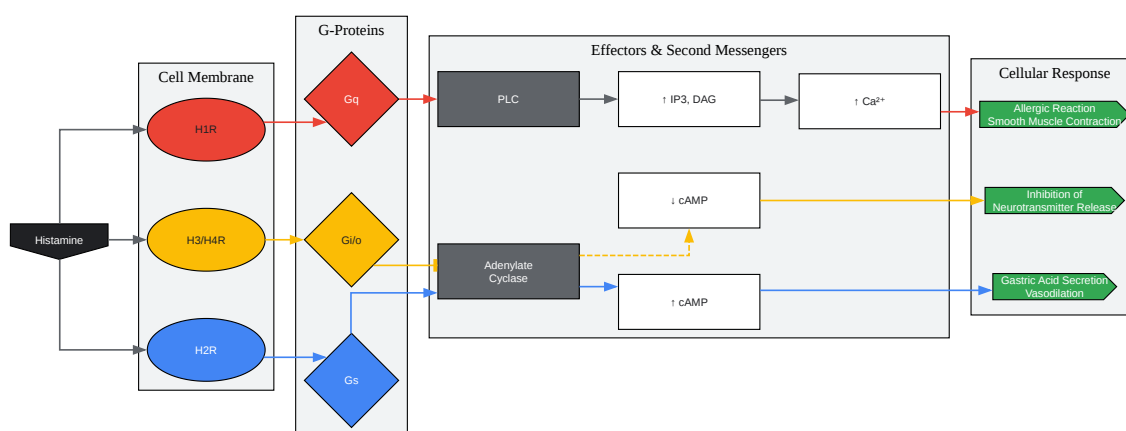 G-Proteins
Effectors & Second Messengers
Cell Membrane
Cellular Response
Gq
PLC
↑ IP3, DAG
↑ Ca²⁺
Allergic Reaction
Smooth Muscle Contraction
H1R
↓ cAMP
Inhibition of
Neurotransmitter Release
Histamine
H3/H4R
Gi/o
Adenylate
Cyclase
↑ cAMP
Gastric Acid Secretion
Vasodilation
H2R
Gs